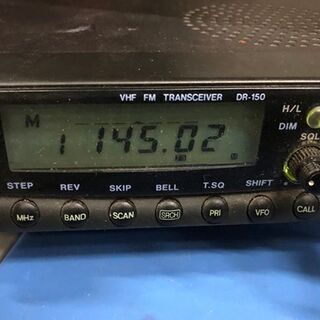 VHF FM TRANSCEIVER DR-150
H/L
DIM
SQL
M 1 145.02
STEP REV SKIP BELL T.SQ SHIFT
MHz BAND SCAN SRCH PRI VFO CALL